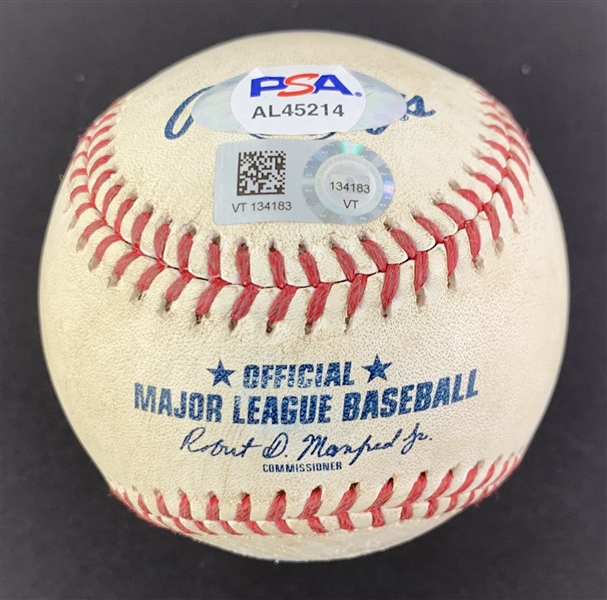 PSA®
AL45214
VT 134183
134183
VT
OFFICIAL
MAJOR LEAGUE BASEBALL
Robert D. Manfred Jr.
COMMISSIONER